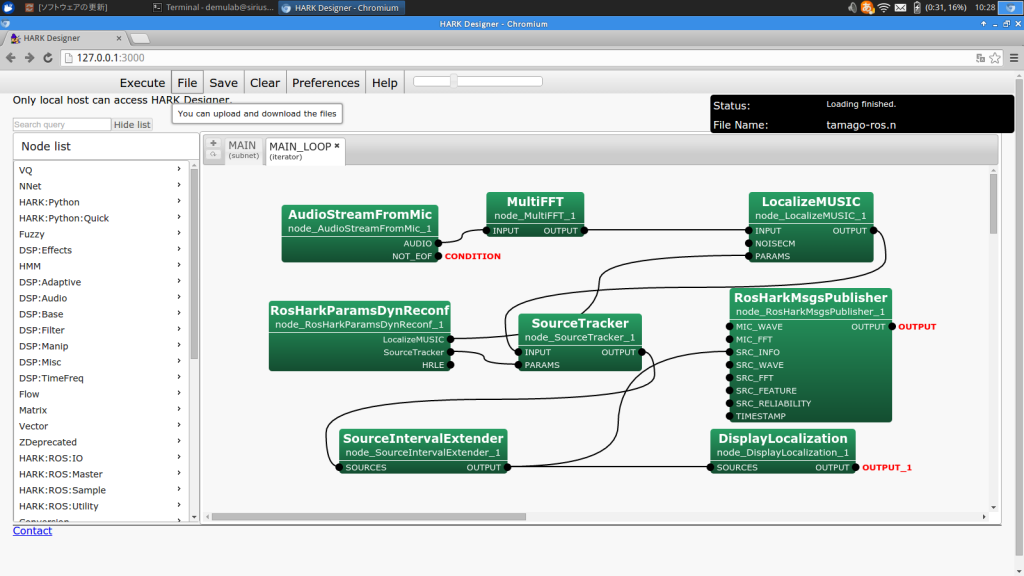 [ソフトウェアの更新]
Terminal - demulab@sirius...
HARK Designer - Chromium
(0:31, 16%)
10:28
HARK Designer - Chromium
HARK Designer
127.0.0.1:3000
Execute
File
Save
Clear
Preferences
Help
Only local host can access HARK Designer.
You can upload and download the files
Status:
Loading finished.
File Name:
tamago-ros.n
Search query
Hide list
Node list
VQ
NNet
HARK:Python
HARK:Python:Quick
Fuzzy
DSP:Effects
HMM
DSP:Adaptive
DSP:Audio
DSP:Base
DSP:Filter
DSP:Manip
DSP:Misc
DSP:TimeFreq
Flow
Matrix
Vector
ZDeprecated
HARK:ROS:IO
HARK:ROS:Master
HARK:ROS:Sample
HARK:ROS:Utility
Conversion
Contact
MAIN
(subnet)
MAIN_LOOP
(iterator)
AudioStreamFromMic
node_AudioStreamFromMic_1
AUDIO
NOT_EOF
CONDITION
MultiFFT
node_MultiFFT_1
INPUT
OUTPUT
LocalizeMUSIC
node_LocalizeMUSIC_1
INPUT
OUTPUT
NOISECM
PARAMS
RosHarkParamsDynReconf
node_RosHarkParamsDynReconf_1
LocalizeMUSIC
SourceTracker
HRLE
SourceTracker
node_SourceTracker_1
INPUT
OUTPUT
PARAMS
RosHarkMsgsPublisher
node_RosHarkMsgsPublisher_1
MIC_WAVE
OUTPUT
OUTPUT
MIC_FFT
SRC_INFO
SRC_WAVE
SRC_FFT
SRC_FEATURE
SRC_RELIABILITY
TIMESTAMP
SourceIntervalExtender
node_SourceIntervalExtender_1
SOURCES
OUTPUT
DisplayLocalization
node_DisplayLocalization_1
SOURCES
OUTPUT
OUTPUT_1